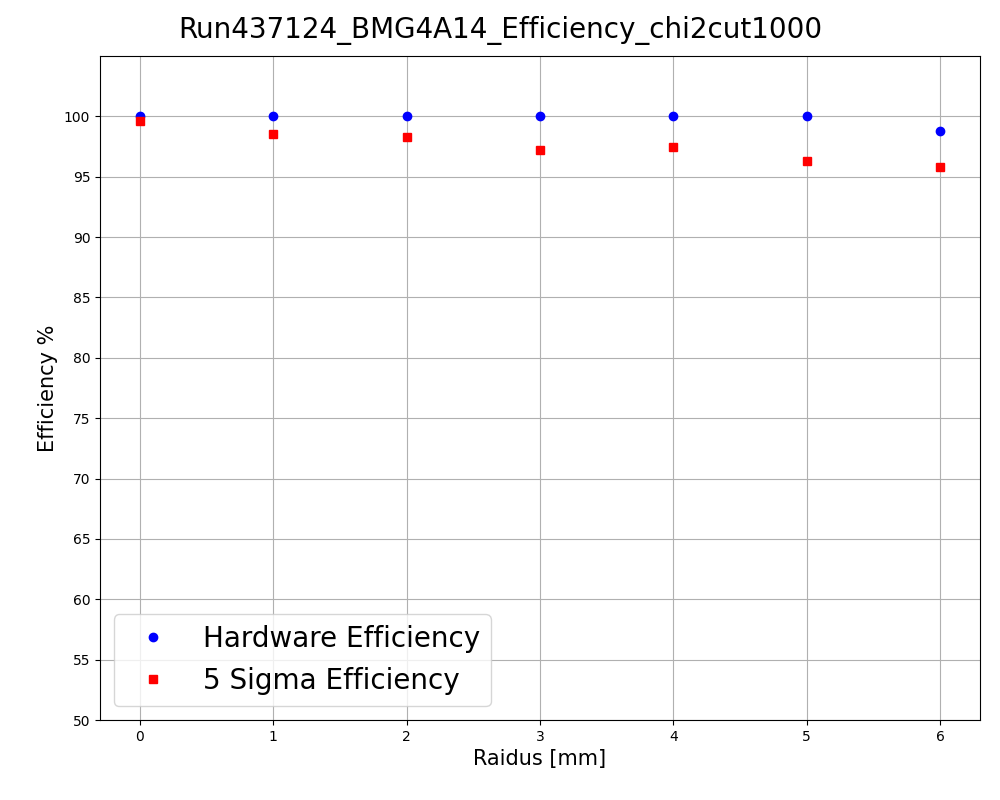 Run437124_BMG4A14_Efficiency_chi2cut1000
100
95
90
85
80
75
70
65
60
55
50
Efficiency %
Hardware Efficiency
5 Sigma Efficiency
0 1 2 3 4 5 6
Raidus [mm]